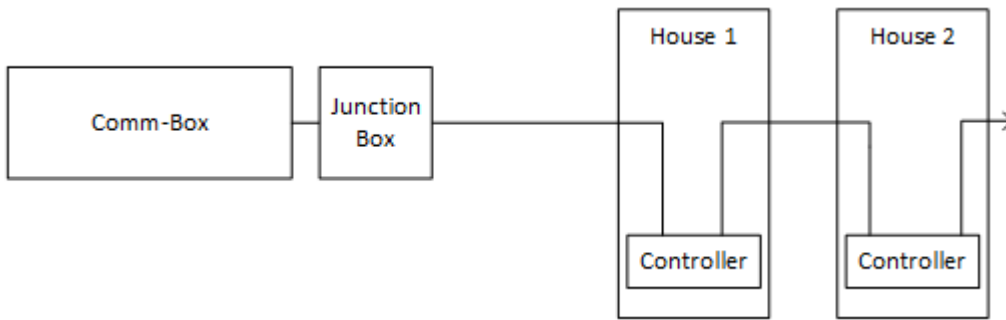 House 1
House 2
Comm-Box
Junction
Box
Controller
Controller